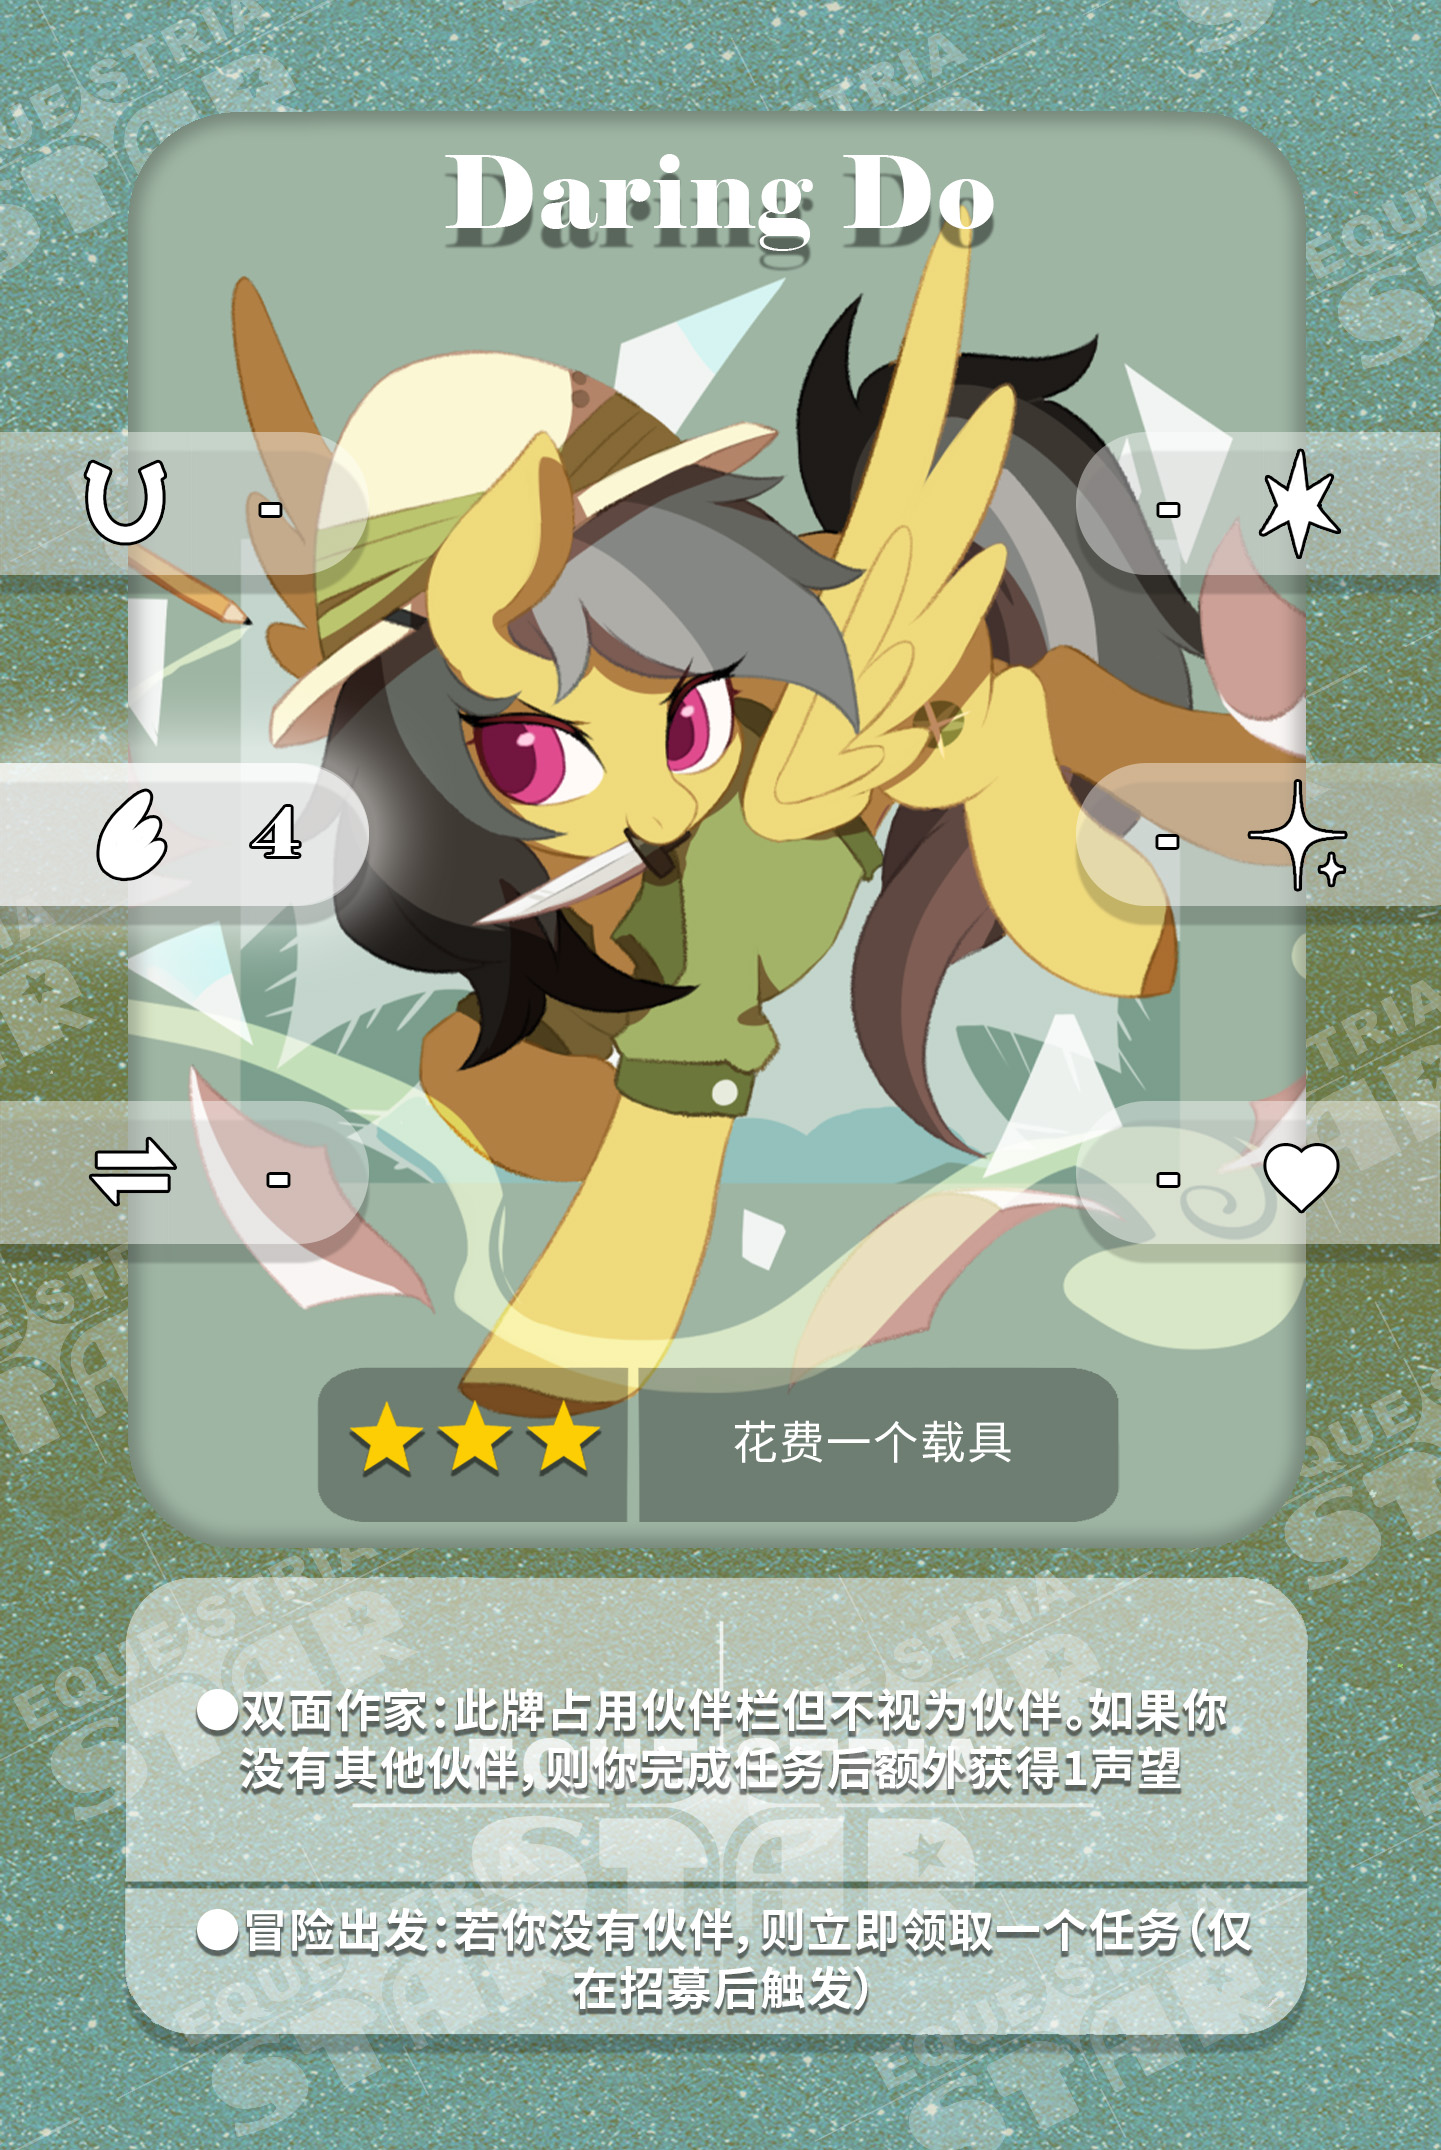 Daring Do
-
-
4
-
-
-
花费一个载具
●双面作家：此牌占用伙伴栏但不视为伙伴。如果你
没有其他伙伴，则你完成任务后额外获得1声望
EQUESTRIA
STAR
●冒险出发：若你没有伙伴，则立即领取一个任务（仅
在招募后触发）